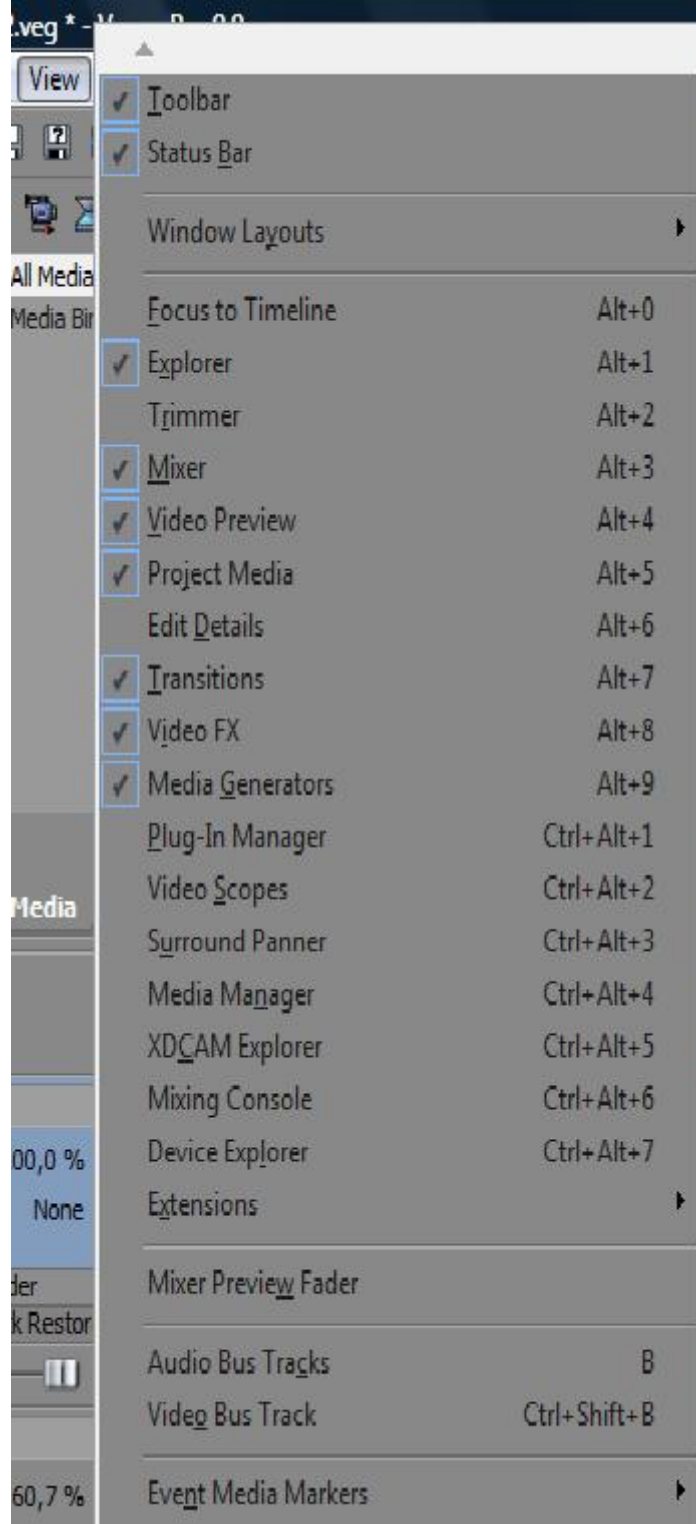 .veg * -
View
Toolbar
Status Bar
Window Layouts
All Media
Media Bin
Focus to Timeline Alt+0
Explorer Alt+1
Trimmer Alt+2
Mixer Alt+3
Video Preview Alt+4
Project Media Alt+5
Edit Details Alt+6
Transitions Alt+7
Video FX Alt+8
Media Generators Alt+9
Plug-In Manager Ctrl+Alt+1
Video Scopes Ctrl+Alt+2
Media
Surround Panner Ctrl+Alt+3
Media Manager Ctrl+Alt+4
XDCAM Explorer Ctrl+Alt+5
Mixing Console Ctrl+Alt+6
Device Explorer Ctrl+Alt+7
00,0 %
Extensions
None
Mixer Preview Fader
der
k Restor
Audio Bus Tracks B
Video Bus Track Ctrl+Shift+B
Event Media Markers
60,7 %